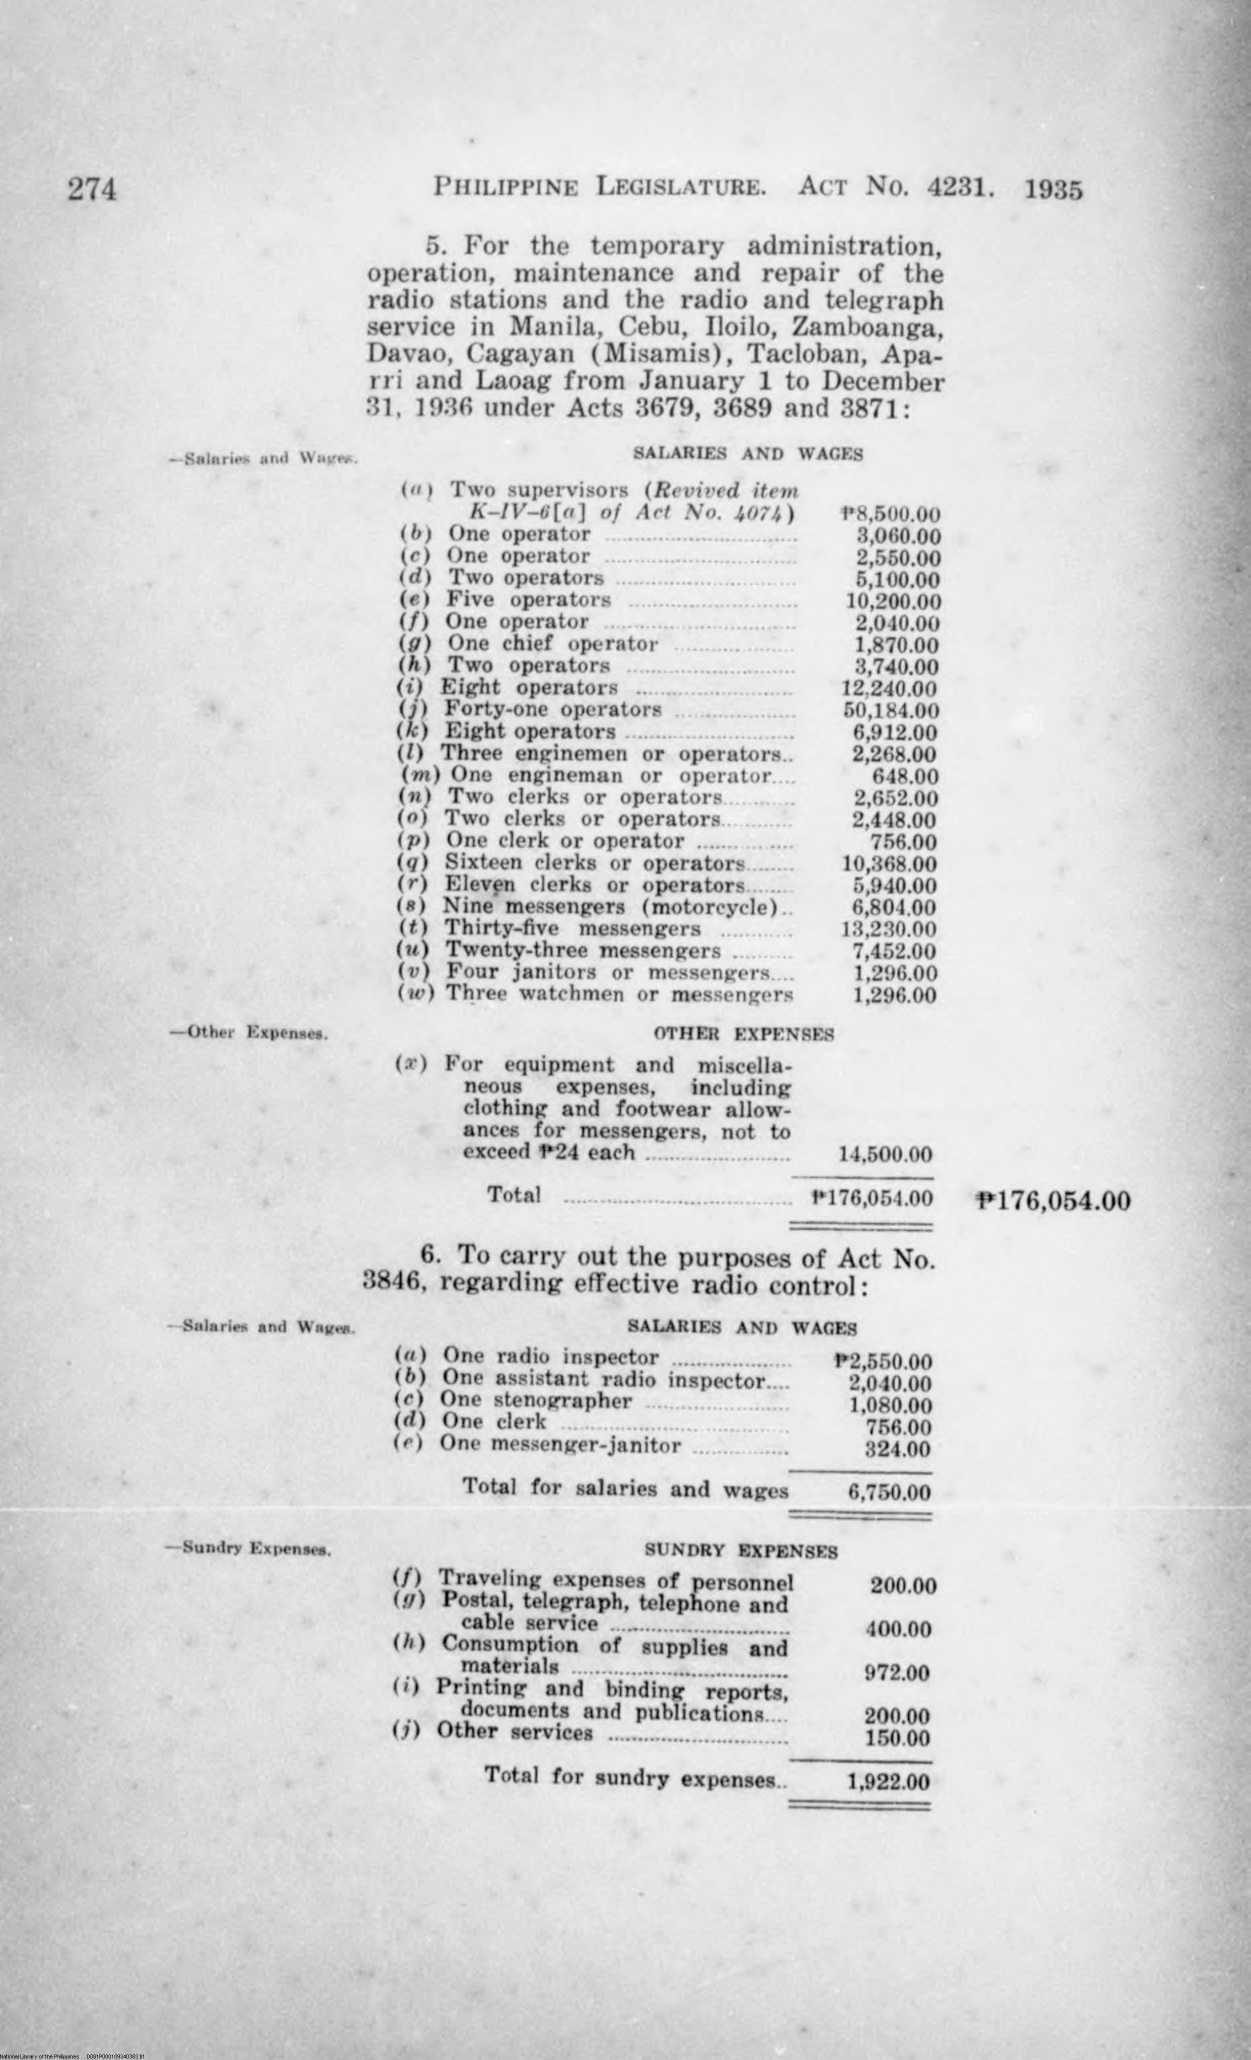 274
PHILIPPINE LEGISLATURE. ACT NO. 4231. 1935
5. For the temporary administration,
operation, maintenance and repair of the
radio stations and the radio and telegraph
service in Manila, Cebu, Iloilo, Zamboanga,
Davao, Cagayan (Misamis), Tacloban, Apa-
rri and Laoag from January 1 to December
31, 1936 under Acts 3679, 3689 and 3871:
—Salaries and Wages.
SALARIES AND WAGES
(a) Two supervisors (Revived item
K-IV-6[a] of Act No. 4074) ₱8,500.00
(b) One operator 3,060.00
(c) One operator 2,550.00
(d) Two operators 5,100.00
(e) Five operators 10,200.00
(f) One operator 2,040.00
(g) One chief operator 1,870.00
(h) Two operators 3,740.00
(i) Eight operators 12,240.00
(j) Forty-one operators 50,184.00
(k) Eight operators 6,912.00
(l) Three enginemen or operators.. 2,268.00
(m) One engineman or operator.... 648.00
(n) Two clerks or operators 2,652.00
(o) Two clerks or operators 2,448.00
(p) One clerk or operator 756.00
(q) Sixteen clerks or operators 10,368.00
(r) Eleven clerks or operators 5,940.00
(s) Nine messengers (motorcycle).. 6,804.00
(t) Thirty-five messengers 13,230.00
(u) Twenty-three messengers 7,452.00
(v) Four janitors or messengers.... 1,296.00
(w) Three watchmen or messengers 1,296.00
—Other Expenses.
OTHER EXPENSES
(x) For equipment and miscella-
neous expenses, including
clothing and footwear allow-
ances for messengers, not to
exceed ₱24 each 14,500.00
Total ₱176,054.00 ₱176,054.00
6. To carry out the purposes of Act No.
3846, regarding effective radio control:
—Salaries and Wages.
SALARIES AND WAGES
(a) One radio inspector ₱2,550.00
(b) One assistant radio inspector.... 2,040.00
(c) One stenographer 1,080.00
(d) One clerk 756.00
(e) One messenger-janitor 324.00
Total for salaries and wages 6,750.00
—Sundry Expenses.
SUNDRY EXPENSES
(f) Traveling expenses of personnel 200.00
(g) Postal, telegraph, telephone and
cable service 400.00
(h) Consumption of supplies and
materials 972.00
(i) Printing and binding reports,
documents and publications.... 200.00
(j) Other services 150.00
Total for sundry expenses.. 1,922.00
National Library of the Philippines